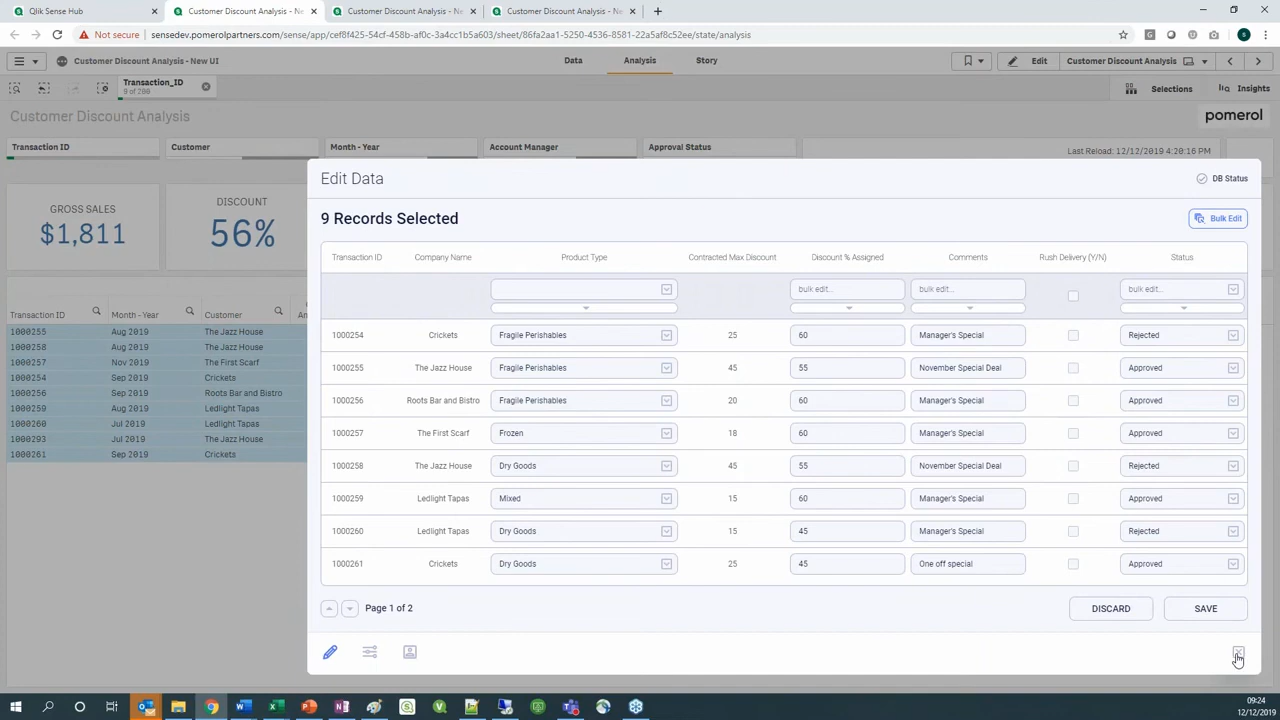 Qlik Sense Hub
Customer Discount Analysis -
Customer Discount Analysis - Nev
Customer Discount Analysis - Nev
Not secure
sensedev.pomerolpartners.com/sense/app/cef8f425-54cf-458b-af0c-3a4cc1b5a603/sheet/86fa2aa1-5250-4536-8581-22a5af8c52ee/state/analysis
Customer Discount Analysis - New UI
Data
Analysis
Story
Edit
Customer Discount Analysis
Transaction_ID
9 of 200
Selections
Insights
Customer Discount Analysis
pomerol
Transaction ID
Customer
Month - Year
Account Manager
Approval Status
Last Reload: 12/12/2019 4:20:16 PM
GROSS SALES
$1,811
DISCOUNT
56%
Transaction ID Month - Year Customer
1000255 Aug 2019 The Jazz House
1000258 Aug 2019 The Jazz House
1000257 Nov 2019 The First Scarf
1000254 Sep 2019 Crickets
1000256 Sep 2019 Roots Bar and Bistro
1000259 Aug 2019 Ledlight Tapas
1000260 Jul 2019 Ledlight Tapas
1000293 Jul 2019 The Jazz House
1000261 Sep 2019 Crickets
Edit Data
DB Status
9 Records Selected
Bulk Edit
Transaction ID Company Name Product Type Contracted Max Discount Discount % Assigned Comments Rush Delivery (Y/N) Status
bulk edit... bulk edit... bulk edit...
1000254 Crickets Fragile Perishables 25 60 Manager's Special Rejected
1000255 The Jazz House Fragile Perishables 45 55 November Special Deal Approved
1000256 Roots Bar and Bistro Fragile Perishables 20 60 Manager's Special Approved
1000257 The First Scarf Frozen 18 60 Manager's Special Approved
1000258 The Jazz House Dry Goods 45 55 November Special Deal Rejected
1000259 Ledlight Tapas Mixed 15 60 Manager's Special Approved
1000260 Ledlight Tapas Dry Goods 15 45 Manager's Special Rejected
1000261 Crickets Dry Goods 25 45 One off special Approved
Page 1 of 2
DISCARD
SAVE
09:24
12/12/2019